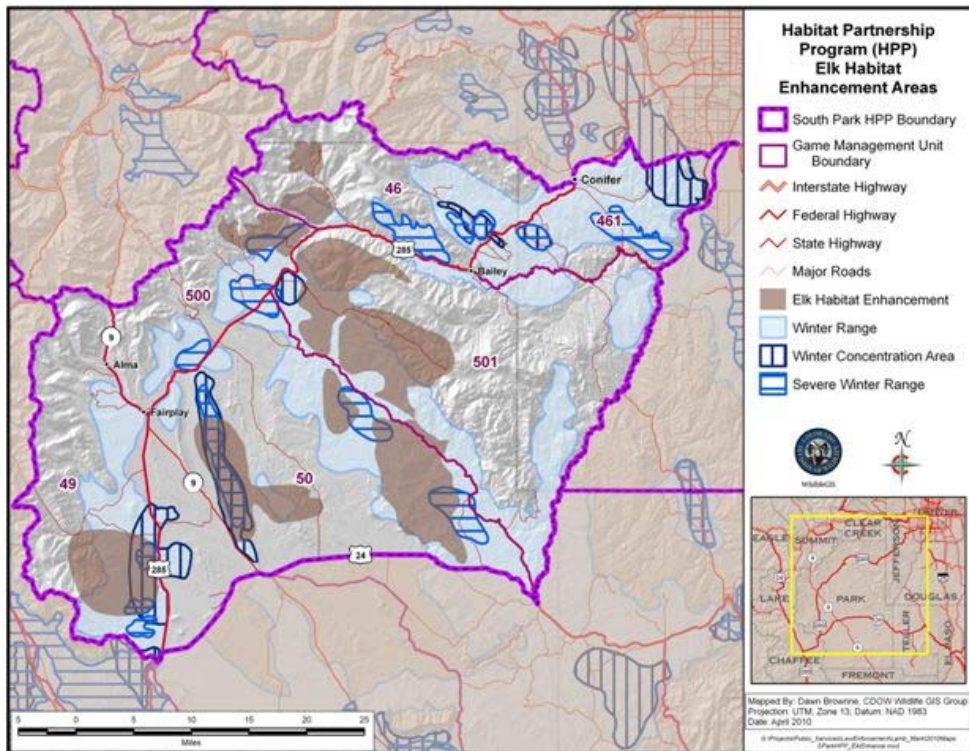 Habitat Partnership
Program (HPP)
Elk Habitat
Enhancement Areas
South Park HPP Boundary
Game Management Unit
Boundary
Interstate Highway
Federal Highway
State Highway
Major Roads
Elk Habitat Enhancement
Winter Range
Winter Concentration Area
Severe Winter Range
N
46
Conifer
461
285
Bailey
500
9
Alma
501
Fairplay
49
9
50
24
285
5 0 5 10 15 20 25
Miles
DENVER
EAGLE
CLEAR
CREEK
SUMMIT
JEFFERSON
LAKE
PARK
DOUGLAS
TELLER
EL PASO
CHAFFEE
FREMONT
Mapped By: Dawn Browne, CDOW Wildlife GIS Group
Projection: UTM, Zone 13; Datum: NAD 1983
Date: April 2010